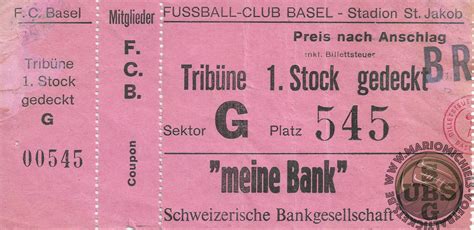 F.C. Basel
Tribüne
1. Stock
gedeckt
G
00545
Mitglieder
F.
C.
B.
Coupon
FUSSBALL-CLUB BASEL - Stadion St. Jakob
Preis nach Anschlag
inkl. Billettsteuer
B.R
Tribüne 1. Stock gedeckt
Sektor G Platz 545
"meine Bank"
Schweizerische Bankgesellschaft
UBS
SBG